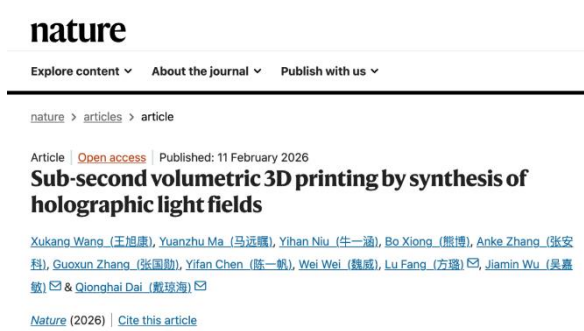 nature
Explore content About the journal Publish with us
nature > articles > article
Article | Open access | Published: 11 February 2026
Sub-second volumetric 3D printing by synthesis of
holographic light fields
Xukang Wang (王旭康), Yuanzhu Ma (马远瞩), Yihan Niu (牛一涵), Bo Xiong (熊博), Anke Zhang (张安
科), Guoxun Zhang (张国勋), Yifan Chen (陈一帆), Wei Wei (魏威), Lu Fang (方璐), Jiamin Wu (吴嘉
敏) & Qionghai Dai (戴琼海)
Nature (2026) | Cite this article